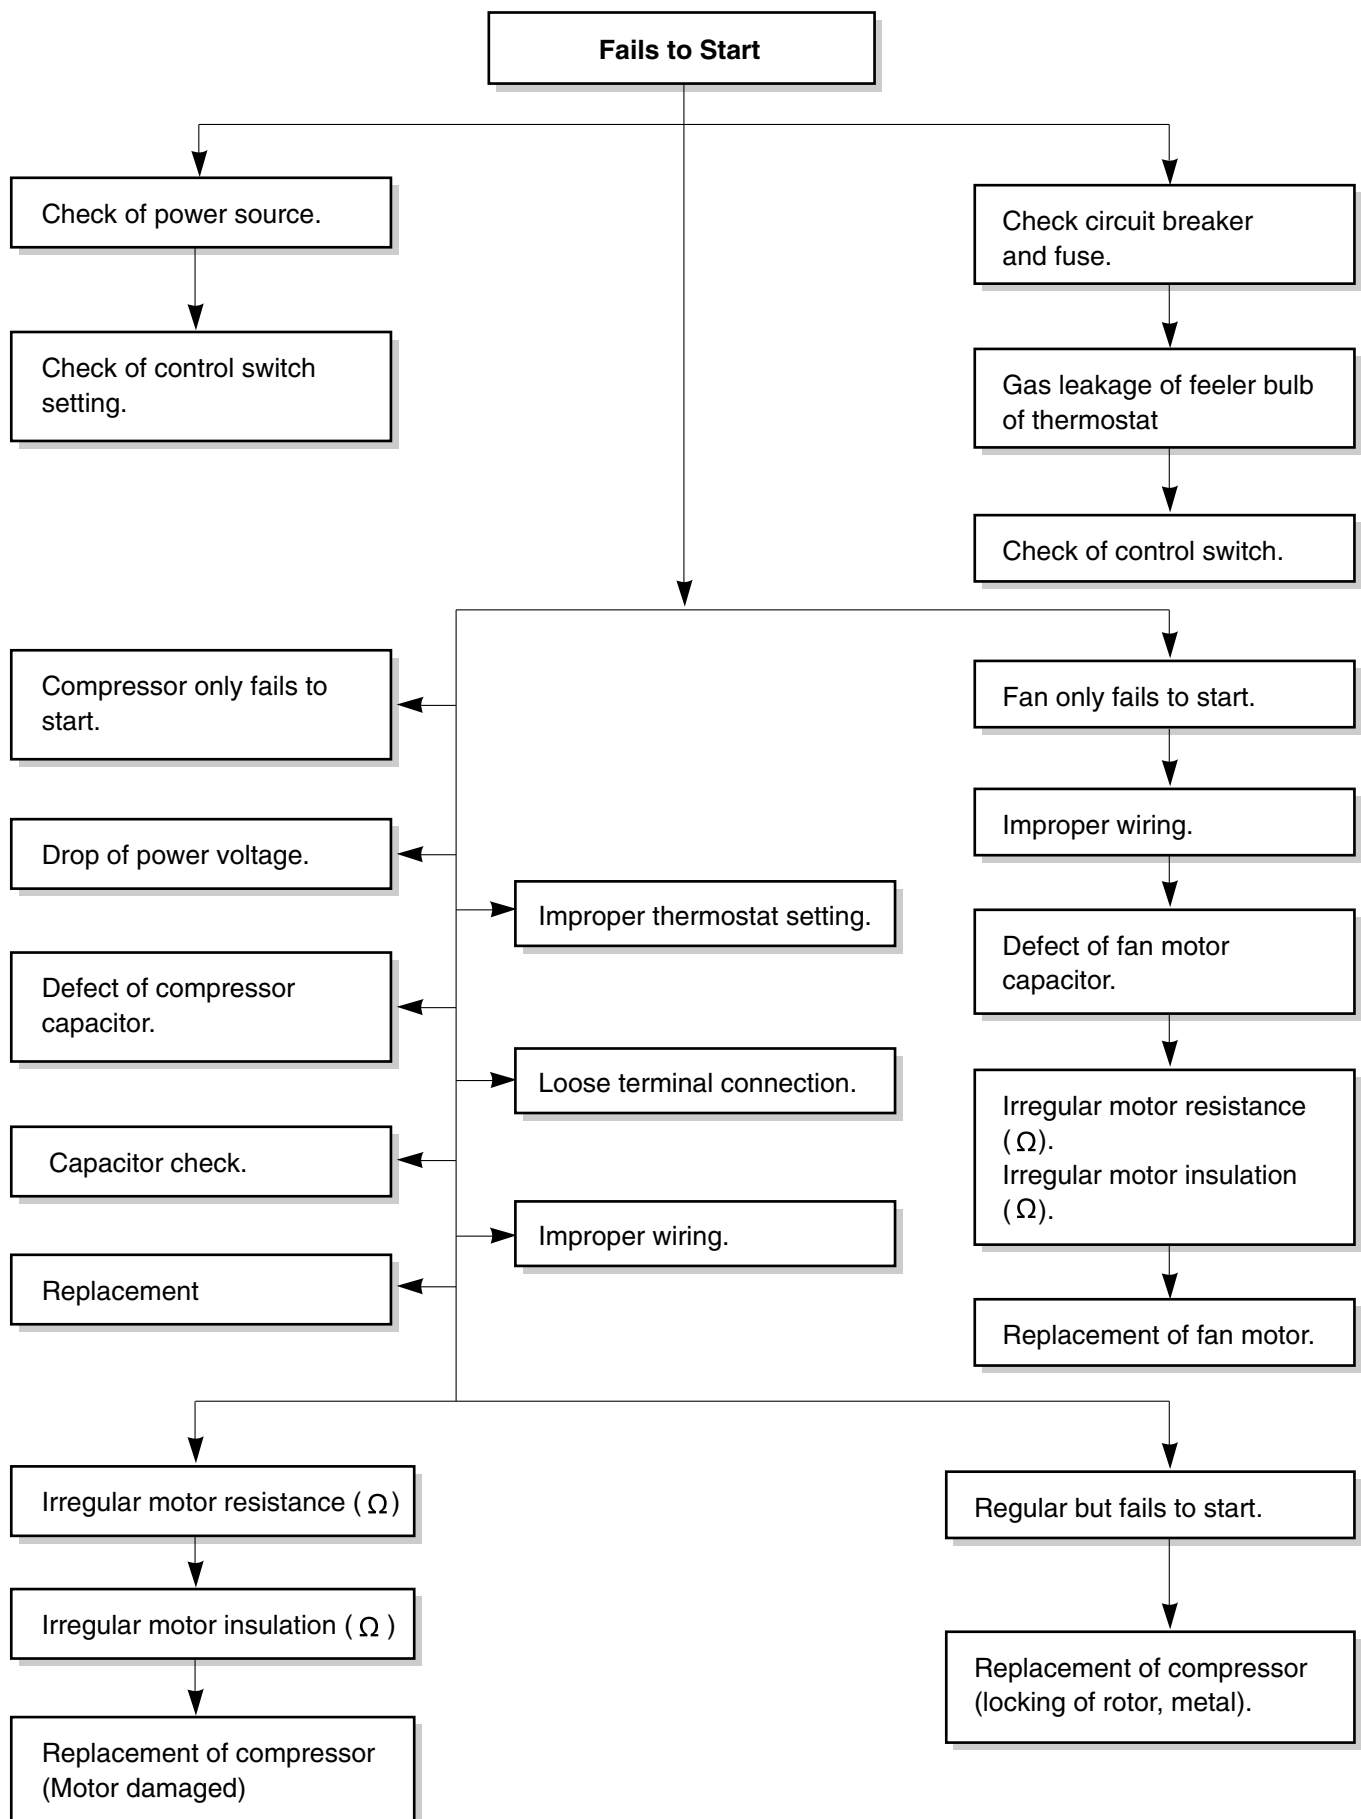 Fails to Start
Check of power source.
Check circuit breaker
and fuse.
Check of control switch
setting.
Gas leakage of feeler bulb
of thermostat
Check of control switch.
Compressor only fails to
start.
Fan only fails to start.
Drop of power voltage.
Improper wiring.
Improper thermostat setting.
Defect of compressor
capacitor.
Defect of fan motor
capacitor.
Loose terminal connection.
Irregular motor resistance
(Ω).
Irregular motor insulation
(Ω).
Capacitor check.
Improper wiring.
Replacement
Replacement of fan motor.
Irregular motor resistance (Ω)
Regular but fails to start.
Irregular motor insulation (Ω )
Replacement of compressor
(locking of rotor, metal).
Replacement of compressor
(Motor damaged)